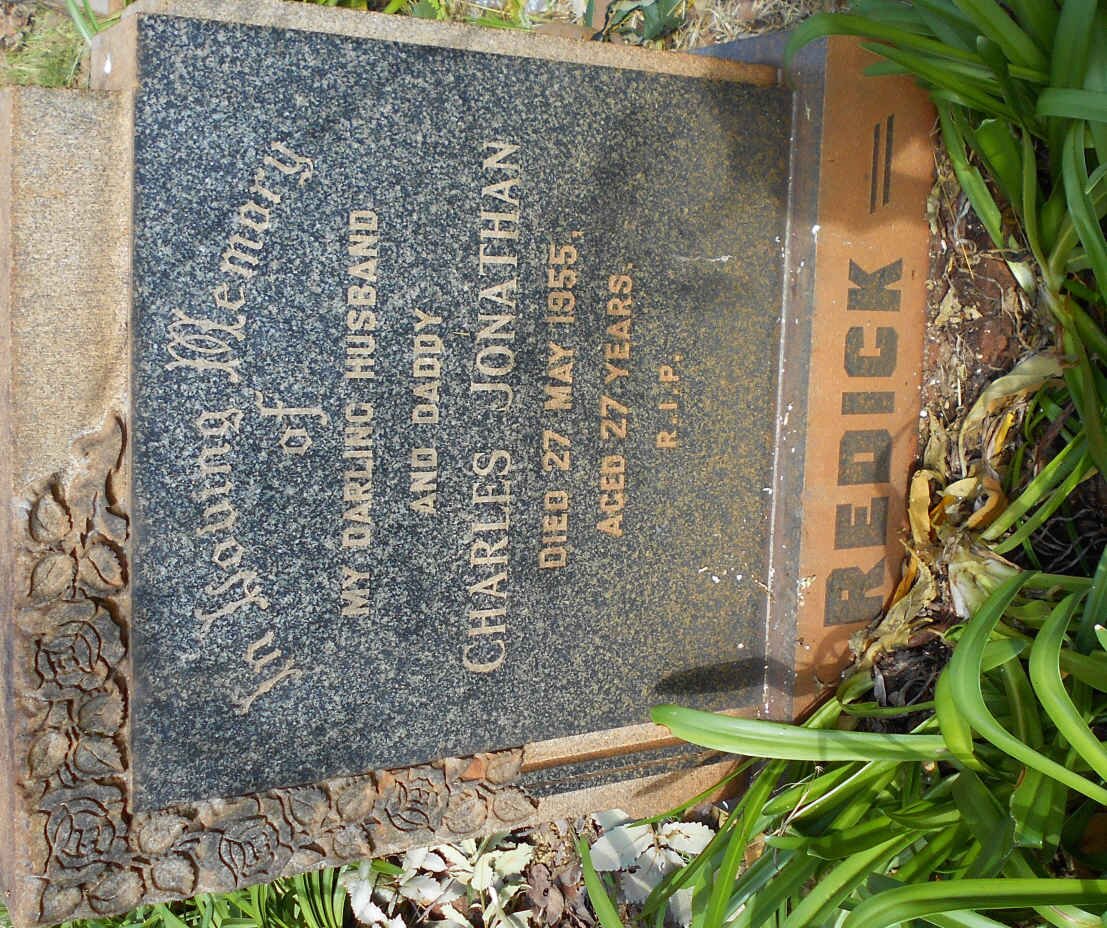 In Loving Memory
of
MY DARLING HUSBAND
AND DADDY
CHARLES JONATHAN
DIED 27 MAY 1955.
AGED 27 YEARS.
R.I.P.
REDICK